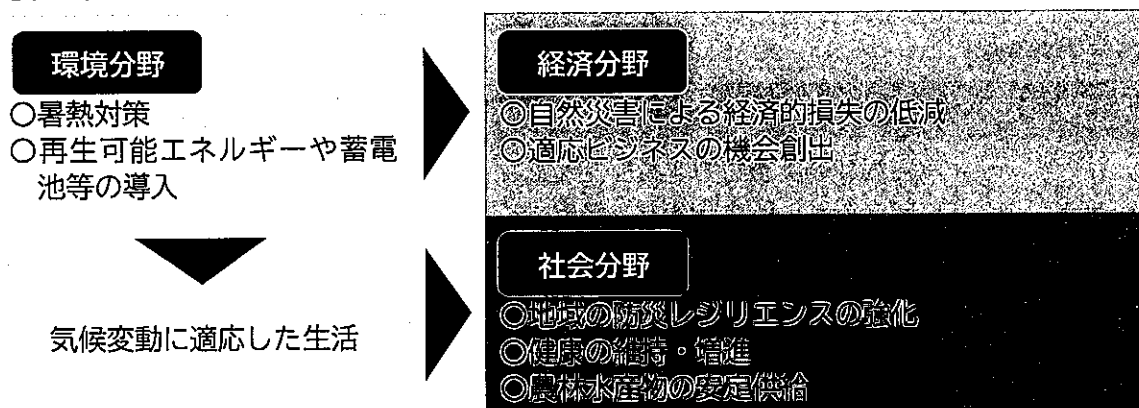 環境分野
○暑熱対策
○再生可能エネルギーや蓄電
池等の導入
気候変動に適応した生活
経済分野
○自然災害による経済的損失の低減
○適応ビジネスの機会創出
社会分野
○地域の防災レジリエンスの強化
○健康の維持・増進
○農林水産物の安定供給